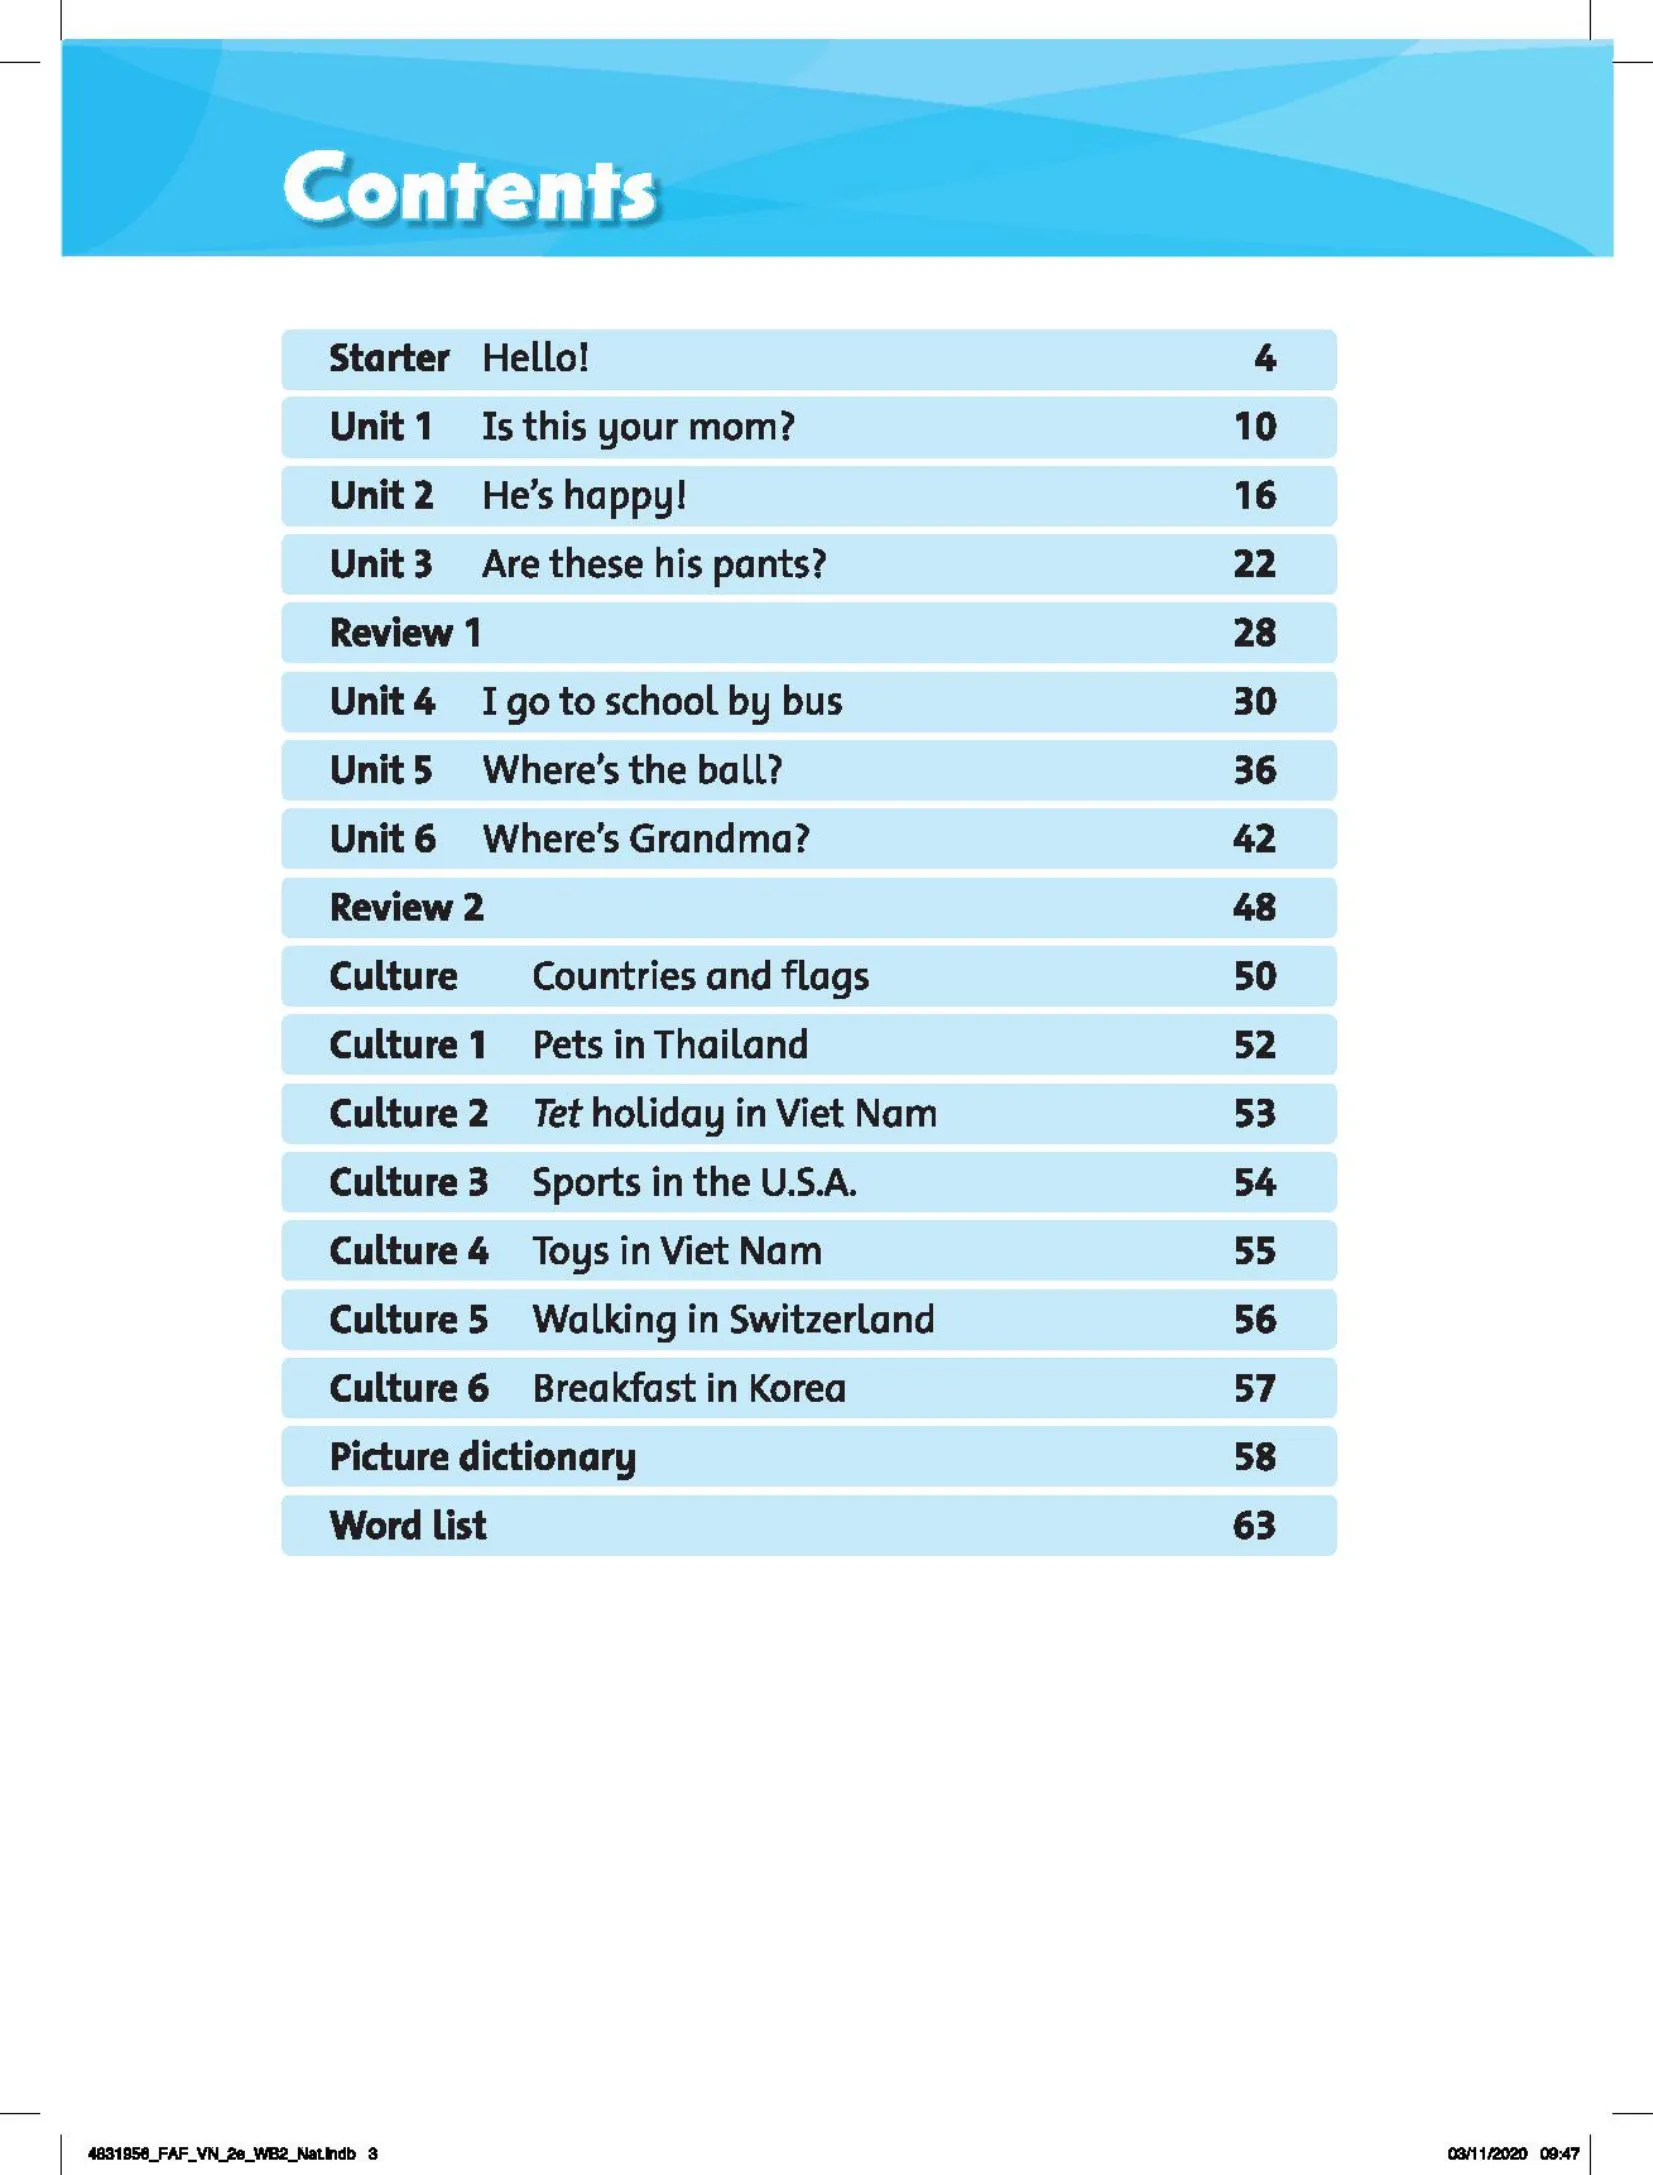 Contents
Starter Hello! 4
Unit 1 Is this your mom? 10
Unit 2 He's happy! 16
Unit 3 Are these his pants? 22
Review 1 28
Unit 4 I go to school by bus 30
Unit 5 Where's the ball? 36
Unit 6 Where's Grandma? 42
Review 2 48
Culture Countries and flags 50
Culture 1 Pets in Thailand 52
Culture 2 Tet holiday in Viet Nam 53
Culture 3 Sports in the U.S.A. 54
Culture 4 Toys in Viet Nam 55
Culture 5 Walking in Switzerland 56
Culture 6 Breakfast in Korea 57
Picture dictionary 58
Word list 63
4831956_FAF_VN_2e_WB2_Nat.indb 3 03/11/2020 09:47